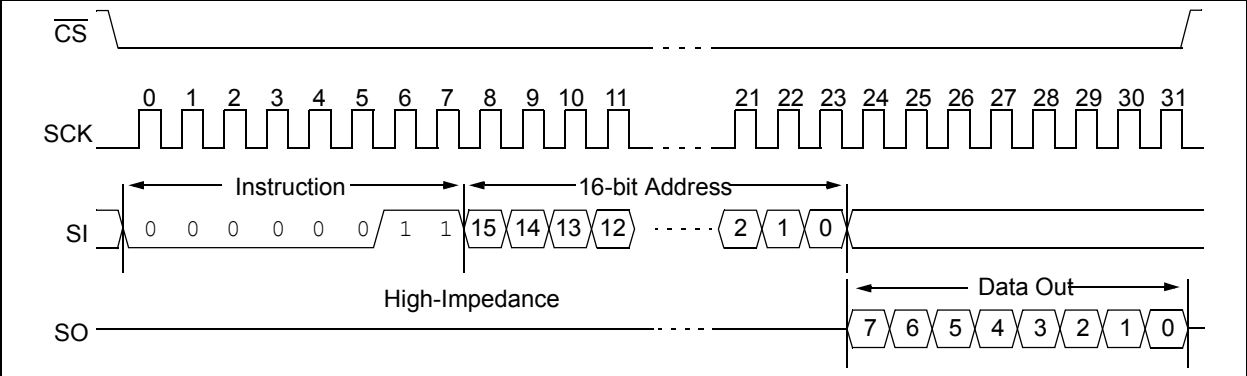 CS
0 1 2 3 4 5 6 7 8 9 10 11 21 22 23 24 25 26 27 28 29 30 31
SCK
Instruction 16-bit Address
SI 0 0 0 0 0 0 1 1 15 14 13 12 2 1 0
High-Impedance Data Out
SO 7 6 5 4 3 2 1 0